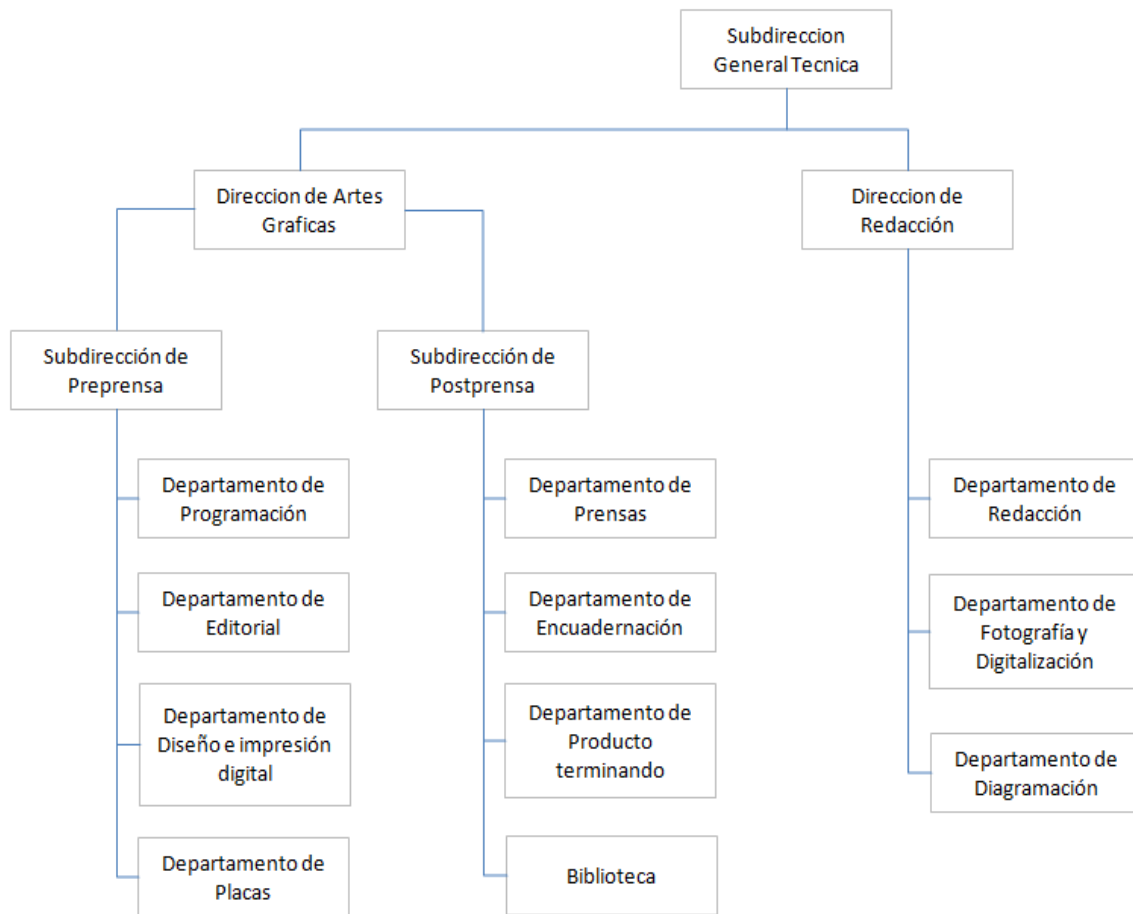 Subdireccion
General Tecnica
Direccion de Artes
Graficas
Direccion de
Redacción
Subdirección de
Preprensa
Subdirección de
Postprensa
Departamento de
Programación
Departamento de
Prensas
Departamento de
Redacción
Departamento de
Editorial
Departamento de
Encuadernación
Departamento de
Fotografía y
Digitalización
Departamento de
Diseño e impresión
digital
Departamento de
Producto
terminando
Departamento de
Diagramación
Departamento de
Placas
Biblioteca